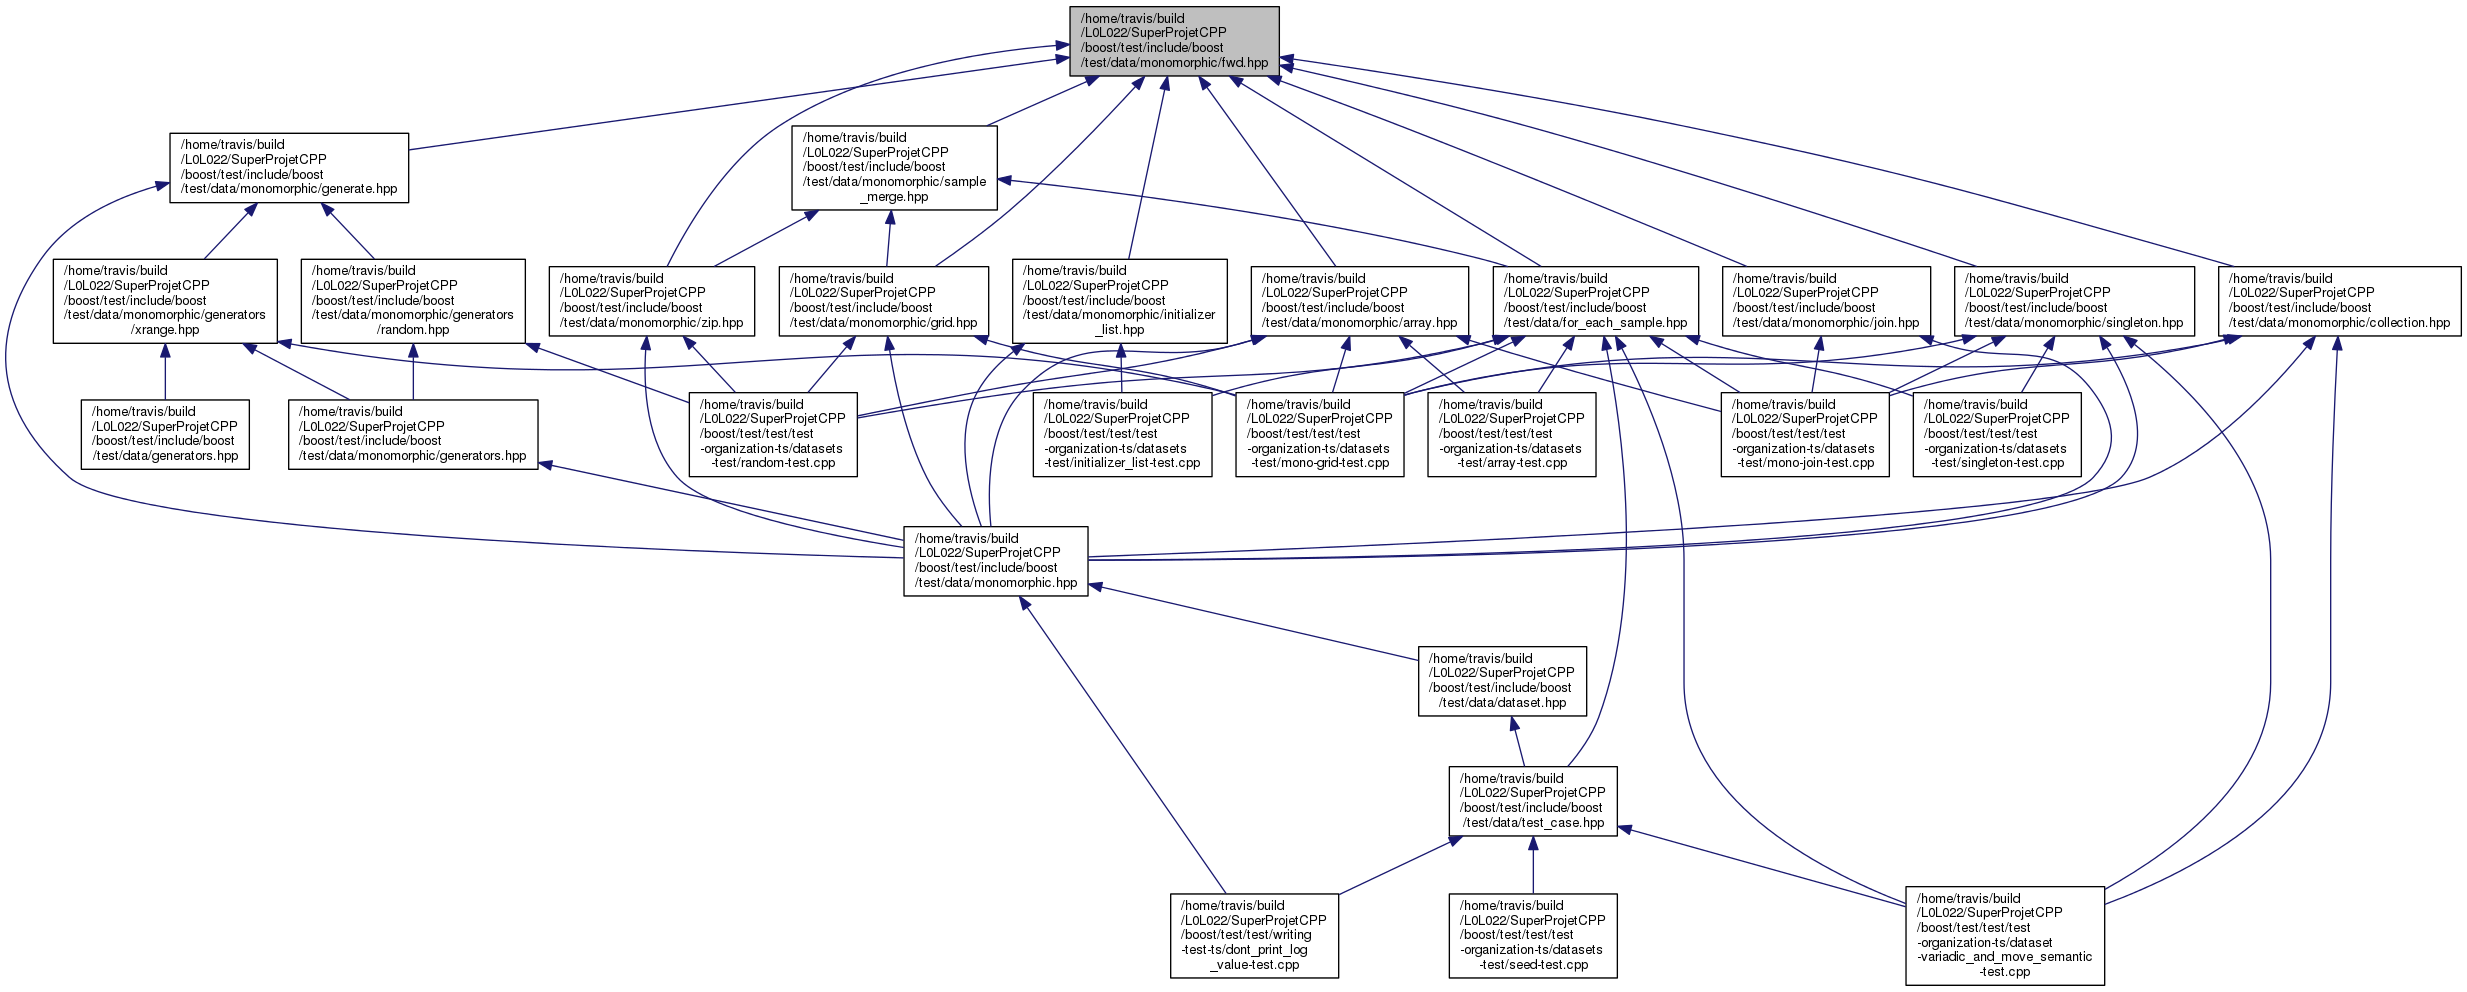 /home/travis/build
/L0L022/SuperProjetCPP
/boost/test/include/boost
/test/data/monomorphic/fwd.hpp
/home/travis/build
/L0L022/SuperProjetCPP
/boost/test/include/boost
/test/data/monomorphic/generate.hpp
/home/travis/build
/L0L022/SuperProjetCPP
/boost/test/include/boost
/test/data/monomorphic/sample
_merge.hpp
/home/travis/build
/L0L022/SuperProjetCPP
/boost/test/include/boost
/test/data/monomorphic/generators
/xrange.hpp
/home/travis/build
/L0L022/SuperProjetCPP
/boost/test/include/boost
/test/data/monomorphic/generators
/random.hpp
/home/travis/build
/L0L022/SuperProjetCPP
/boost/test/include/boost
/test/data/monomorphic/zip.hpp
/home/travis/build
/L0L022/SuperProjetCPP
/boost/test/include/boost
/test/data/monomorphic/grid.hpp
/home/travis/build
/L0L022/SuperProjetCPP
/boost/test/include/boost
/test/data/monomorphic/initializer
_list.hpp
/home/travis/build
/L0L022/SuperProjetCPP
/boost/test/include/boost
/test/data/monomorphic/array.hpp
/home/travis/build
/L0L022/SuperProjetCPP
/boost/test/include/boost
/test/data/for_each_sample.hpp
/home/travis/build
/L0L022/SuperProjetCPP
/boost/test/include/boost
/test/data/monomorphic/join.hpp
/home/travis/build
/L0L022/SuperProjetCPP
/boost/test/include/boost
/test/data/monomorphic/singleton.hpp
/home/travis/build
/L0L022/SuperProjetCPP
/boost/test/include/boost
/test/data/monomorphic/collection.hpp
/home/travis/build
/L0L022/SuperProjetCPP
/boost/test/include/boost
/test/data/generators.hpp
/home/travis/build
/L0L022/SuperProjetCPP
/boost/test/include/boost
/test/data/monomorphic/generators.hpp
/home/travis/build
/L0L022/SuperProjetCPP
/boost/test/test/test
-organization-ts/datasets
-test/random-test.cpp
/home/travis/build
/L0L022/SuperProjetCPP
/boost/test/test/test
-organization-ts/datasets
-test/initializer_list-test.cpp
/home/travis/build
/L0L022/SuperProjetCPP
/boost/test/test/test
-organization-ts/datasets
-test/mono-grid-test.cpp
/home/travis/build
/L0L022/SuperProjetCPP
/boost/test/test/test
-organization-ts/datasets
-test/array-test.cpp
/home/travis/build
/L0L022/SuperProjetCPP
/boost/test/test/test
-organization-ts/datasets
-test/mono-join-test.cpp
/home/travis/build
/L0L022/SuperProjetCPP
/boost/test/test/test
-organization-ts/datasets
-test/singleton-test.cpp
/home/travis/build
/L0L022/SuperProjetCPP
/boost/test/include/boost
/test/data/monomorphic.hpp
/home/travis/build
/L0L022/SuperProjetCPP
/boost/test/include/boost
/test/data/dataset.hpp
/home/travis/build
/L0L022/SuperProjetCPP
/boost/test/include/boost
/test/data/test_case.hpp
/home/travis/build
/L0L022/SuperProjetCPP
/boost/test/test/writing
-test-ts/dont_print_log
_value-test.cpp
/home/travis/build
/L0L022/SuperProjetCPP
/boost/test/test/test
-organization-ts/datasets
-test/seed-test.cpp
/home/travis/build
/L0L022/SuperProjetCPP
/boost/test/test/test
-organization-ts/dataset
-variadic_and_move_semantic
-test.cpp